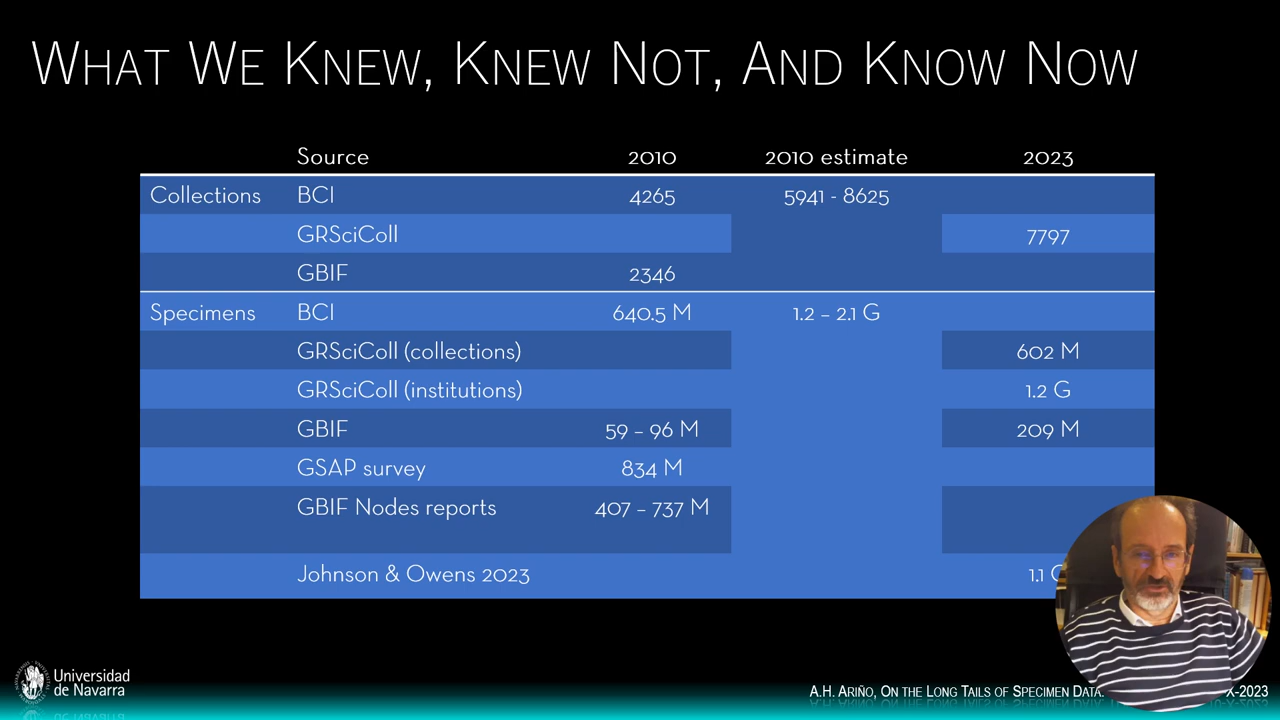 WHAT WE KNEW, KNEW NOT, AND KNOW NOW
Source 2010 2010 estimate 2023
Collections BCI 4265 5941 - 8625
GRSciColl 7797
GBIF 2346
Specimens BCI 640.5 M 1.2 – 2.1 G
GRSciColl (collections) 602 M
GRSciColl (institutions) 1.2 G
GBIF 59 – 96 M 209 M
GSAP survey 834 M
GBIF Nodes reports 407 – 737 M
Johnson & Owens 2023 1.1
Universidad
de Navarra
A.H. ARIÑO, ON THE LONG TAILS OF SPECIMEN DATA. X-2023